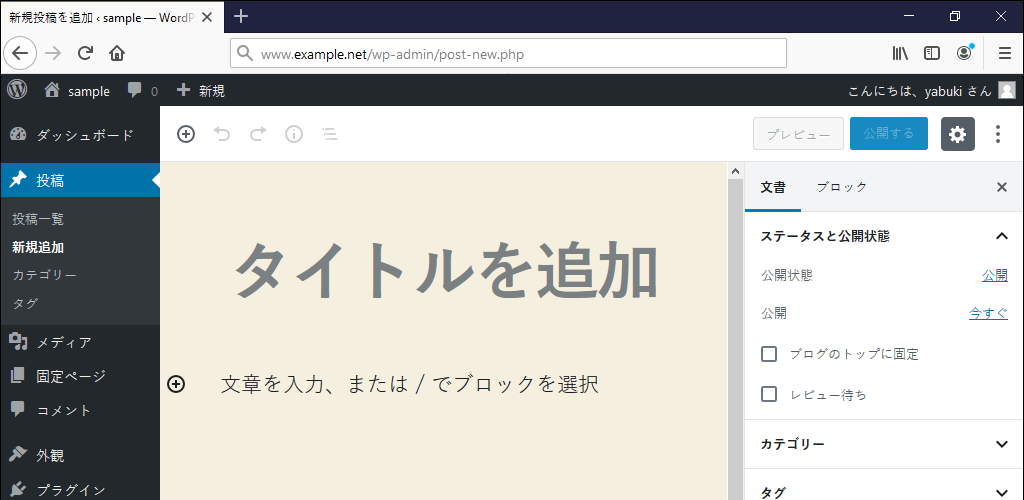 新規投稿を追加 ‹ sample — WordP
www.example.net/wp-admin/post-new.php
sample
0
新規
こんにちは、yabuki さん
ダッシュボード
投稿
投稿一覧
新規追加
カテゴリー
タグ
メディア
固定ページ
コメント
外観
プラグイン
プレビュー
公開する
タイトルを追加
文章を入力、または / でブロックを選択
文書
ブロック
ステータスと公開状態
公開状態 公開
公開 今すぐ
ブログのトップに固定
レビュー待ち
カテゴリー
タグ